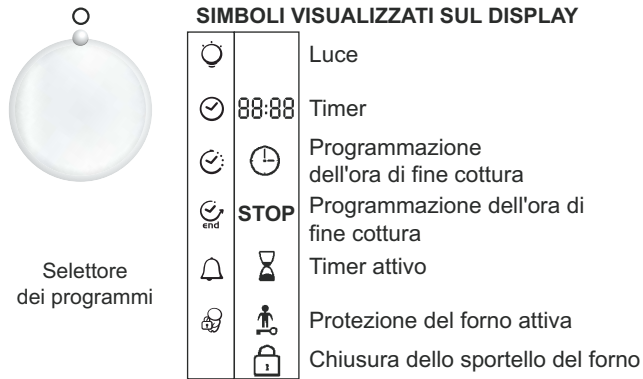 SIMBOLI VISUALIZZATI SUL DISPLAY
Luce
88:88 Timer
Programmazione
dell'ora di fine cottura
end STOP Programmazione dell'ora di
fine cottura
Timer attivo
Selettore
dei programmi
Protezione del forno attiva
Chiusura dello sportello del forno